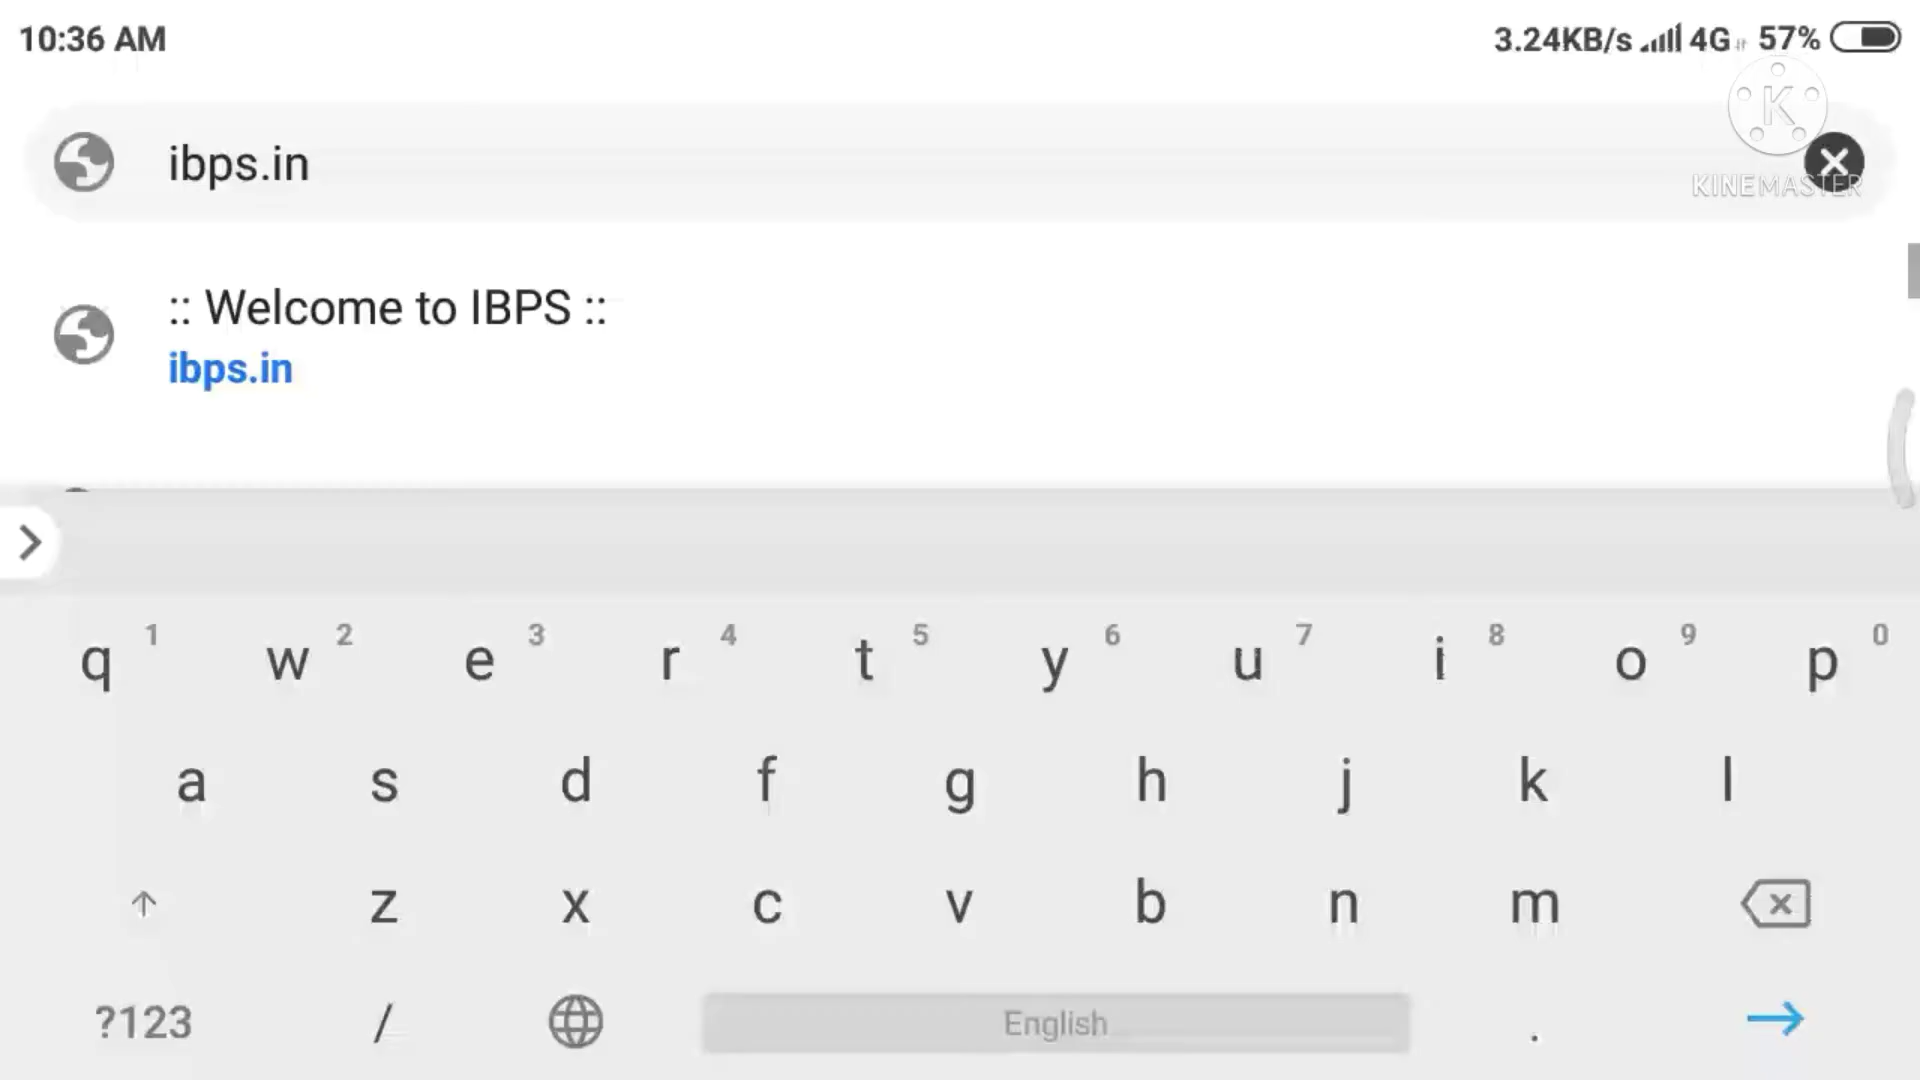 10:36 AM
3.24KB/s 4G 57%
ibps.in
K
KINEMASTER
:: Welcome to IBPS ::
ibps.in
q 1 w 2 e 3 r 4 t 5 y 6 u 7 i 8 o 9 p 0
a s d f g h j k l
z x c v b n m
?123 / English .